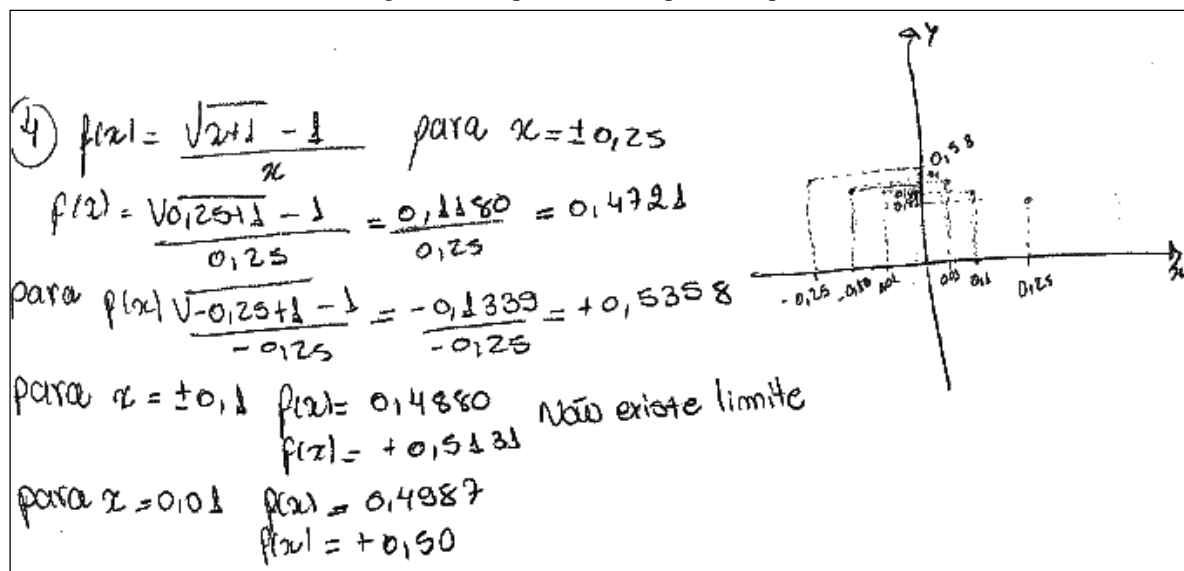 ④ f(x) = √x+1 - 1 / x para x = ±0,25
f(x) = √0,25+1 - 1 / 0,25 = 0,1180 / 0,25 = 0,4721
para f(x) √-0,25+1 - 1 / -0,25 = -0,1339 / -0,25 = +0,5358
para x = ±0,1 f(x) = 0,4880 Não existe limite
f(x) = +0,5131
para x = 0,01 f(x) = 0,4987
f(x) = +0,50
y
0,58
-0,25 0,1 0,25
x